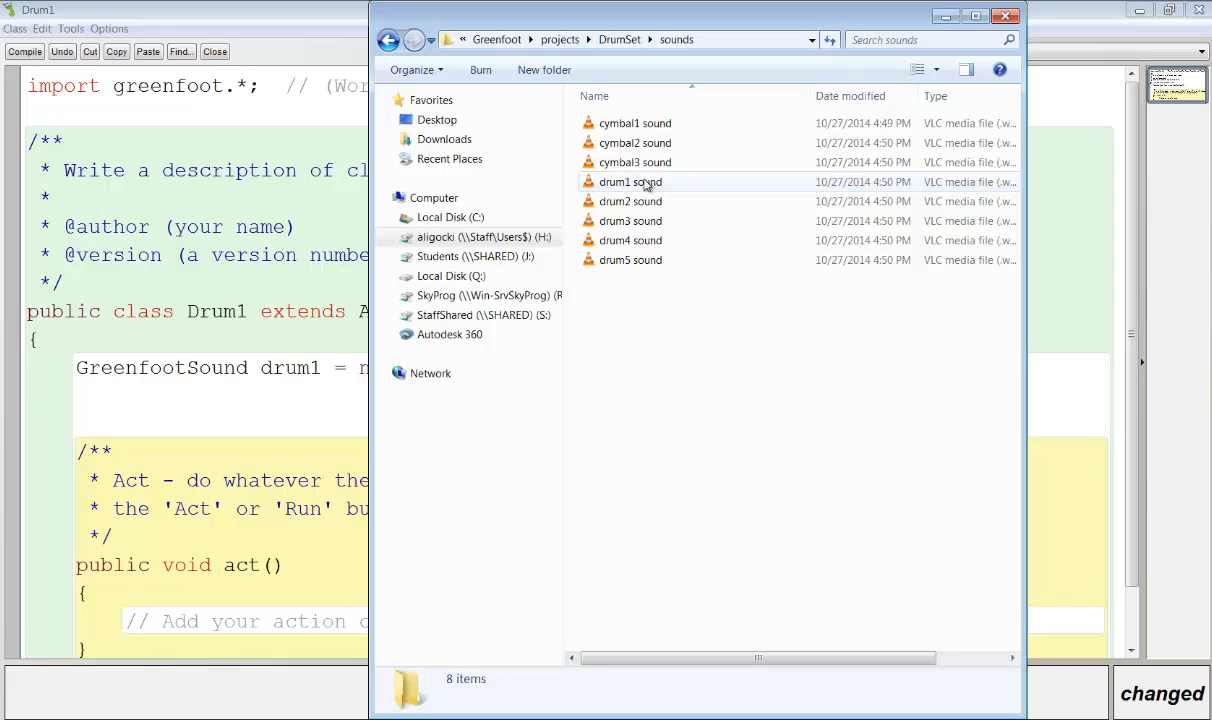 Drum1
Class Edit Tools Options
Compile Undo Cut Copy Paste Find... Close
import greenfoot.*; // (Wor
/**
* Write a description of cl
*
* @author (your name)
* @version (a version numbe
*/
public class Drum1 extends A
{
GreenfootSound drum1 = n
/**
* Act - do whatever the
* the 'Act' or 'Run' bu
*/
public void act()
{
// Add your action c
}
changed
« Greenfoot projects DrumSet sounds
Search sounds
Organize Burn New folder
Favorites
Desktop
Downloads
Recent Places
Computer
Local Disk (C:)
aligocki (\\Staff\Users$) (H:)
Students (\\SHARED) (J:)
Local Disk (Q:)
SkyProg (\\Win-SrvSkyProg) (R
StaffShared (\\SHARED) (S:)
Autodesk 360
Network
Name Date modified Type
cymbal1 sound 10/27/2014 4:49 PM VLC media file (.w...
cymbal2 sound 10/27/2014 4:50 PM VLC media file (.w...
cymbal3 sound 10/27/2014 4:50 PM VLC media file (.w...
drum1 sound 10/27/2014 4:50 PM VLC media file (.w...
drum2 sound 10/27/2014 4:50 PM VLC media file (.w...
drum3 sound 10/27/2014 4:50 PM VLC media file (.w...
drum4 sound 10/27/2014 4:50 PM VLC media file (.w...
drum5 sound 10/27/2014 4:50 PM VLC media file (.w...
8 items